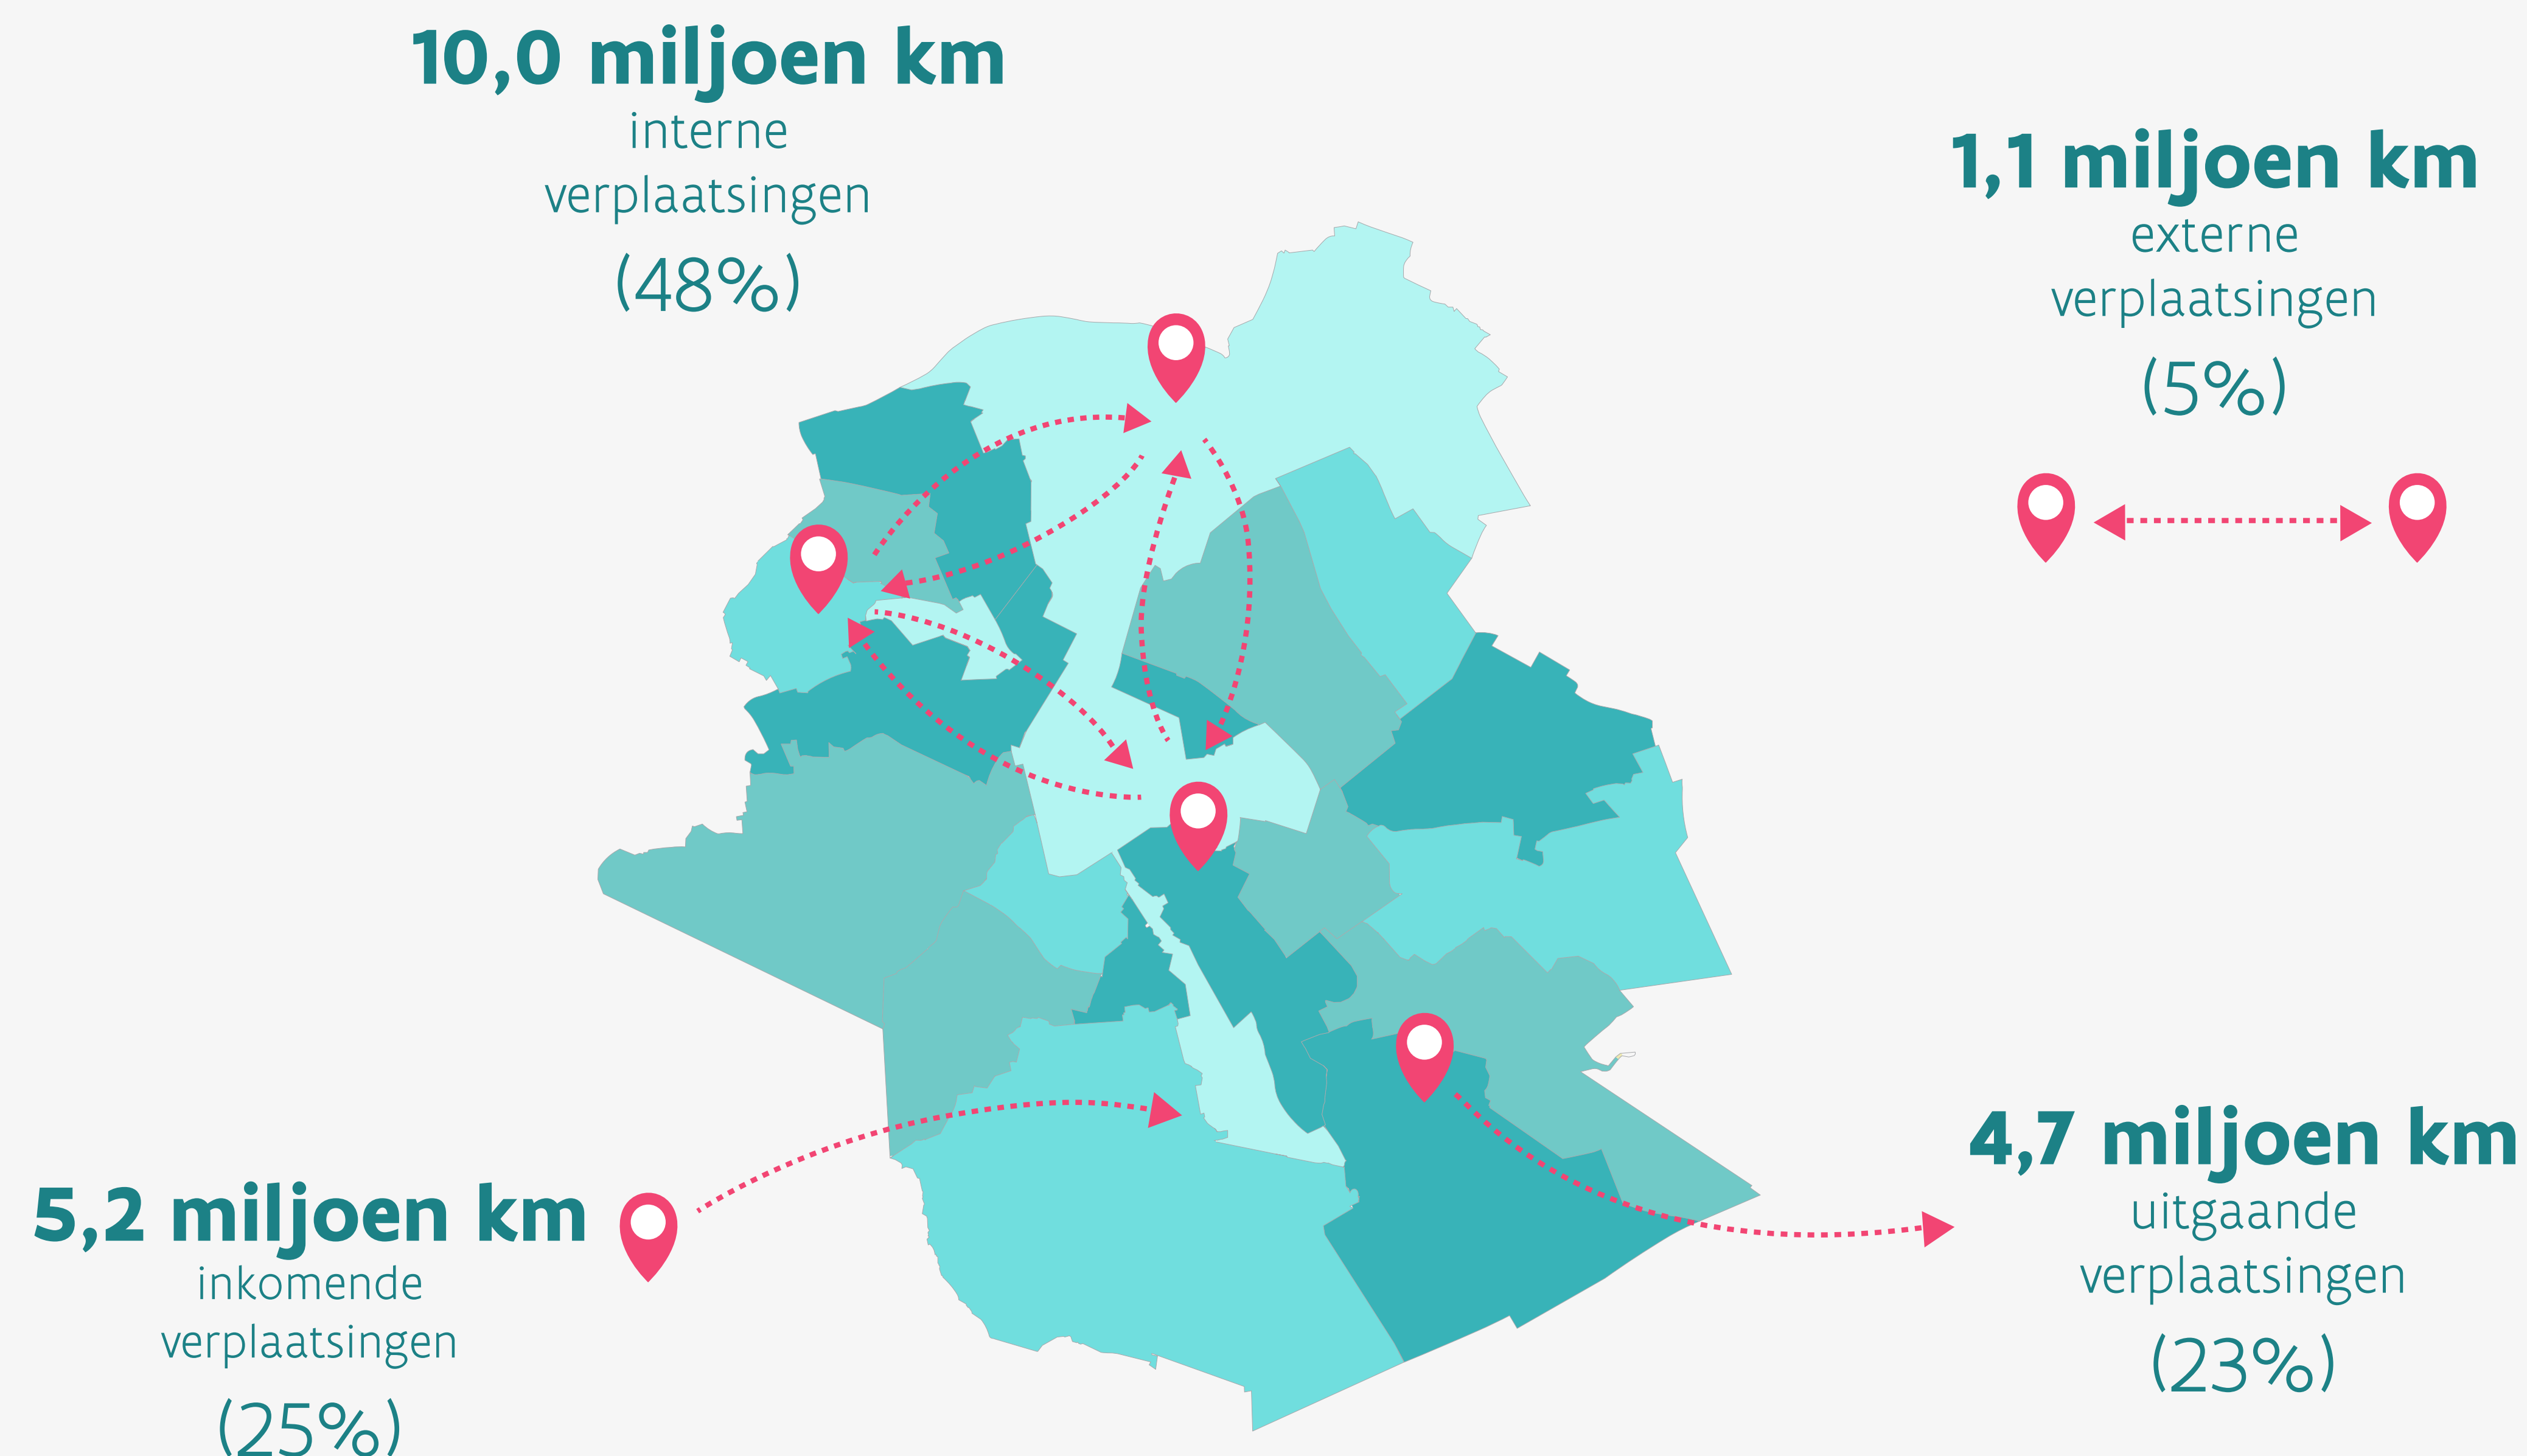 10,0 miljoen km
interne
verplaatsingen
(48%)
1,1 miljoen km
externe
verplaatsingen
(5%)
5,2 miljoen km
inkomende
verplaatsingen
(25%)
4,7 miljoen km
uitgaande
verplaatsingen
(23%)